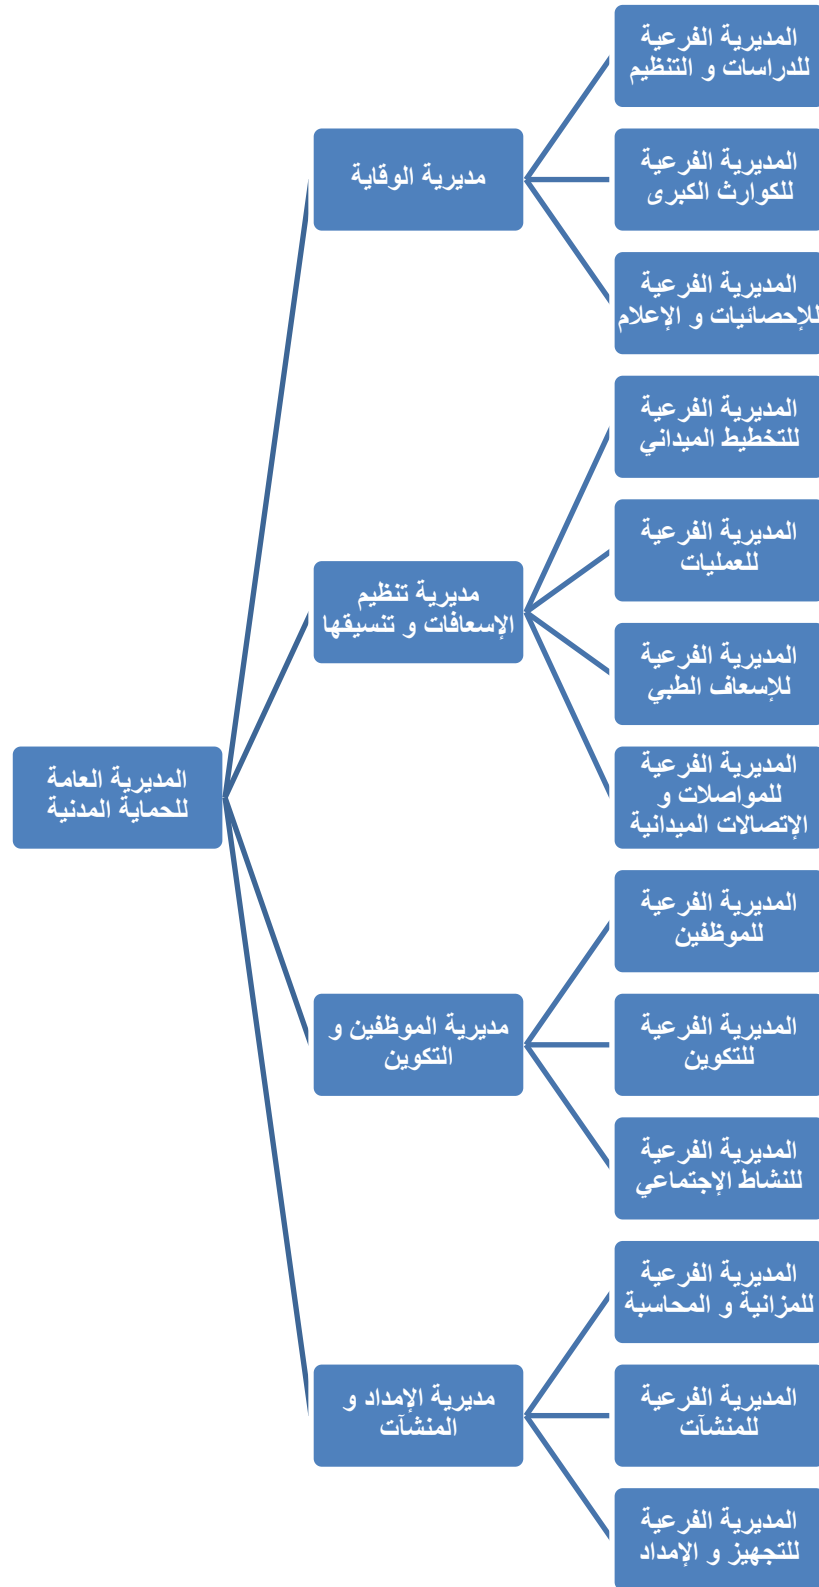 المديرية العامة
للحماية المدنية
مديرية الوقاية
المديرية الفرعية
للدراسات و التنظيم
المديرية الفرعية
للكوارث الكبرى
المديرية الفرعية
للإحصائيات و الإعلام
مديرية تنظيم
الإسعافات و تنسيقها
المديرية الفرعية
للتخطيط الميداني
المديرية الفرعية
للعمليات
المديرية الفرعية
للإسعاف الطبي
المديرية الفرعية
للمواصلات و
الإتصالات الميدانية
مديرية الموظفين و
التكوين
المديرية الفرعية
للموظفين
المديرية الفرعية
للتكوين
المديرية الفرعية
للنشاط الإجتماعي
مديرية الإمداد و
المنشآت
المديرية الفرعية
للمزانية و المحاسبة
المديرية الفرعية
للمنشآت
المديرية الفرعية
للتجهيز و الإمداد